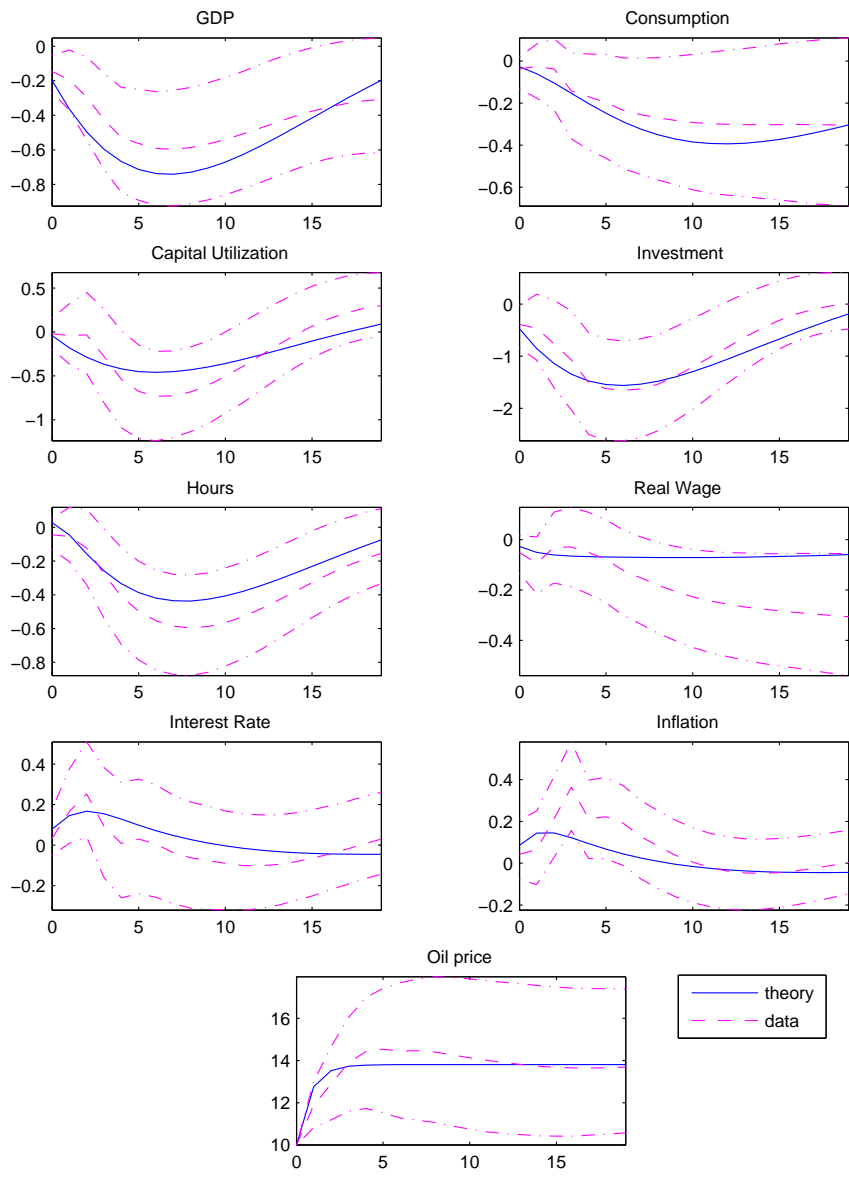 GDP
Consumption
0
−0.2
−0.4
−0.6
−0.8
0 5 10 15
0
−0.2
−0.4
−0.6
0 5 10 15
Capital Utilization
Investment
0.5
0
−0.5
−1
0 5 10 15
0
−1
−2
0 5 10 15
Hours
Real Wage
0
−0.2
−0.4
−0.6
−0.8
0 5 10 15
0
−0.2
−0.4
0 5 10 15
Interest Rate
Inflation
0.4
0.2
0
−0.2
0 5 10 15
0.4
0.2
0
−0.2
0 5 10 15
Oil price
16
14
12
10
0 5 10 15
theory
data